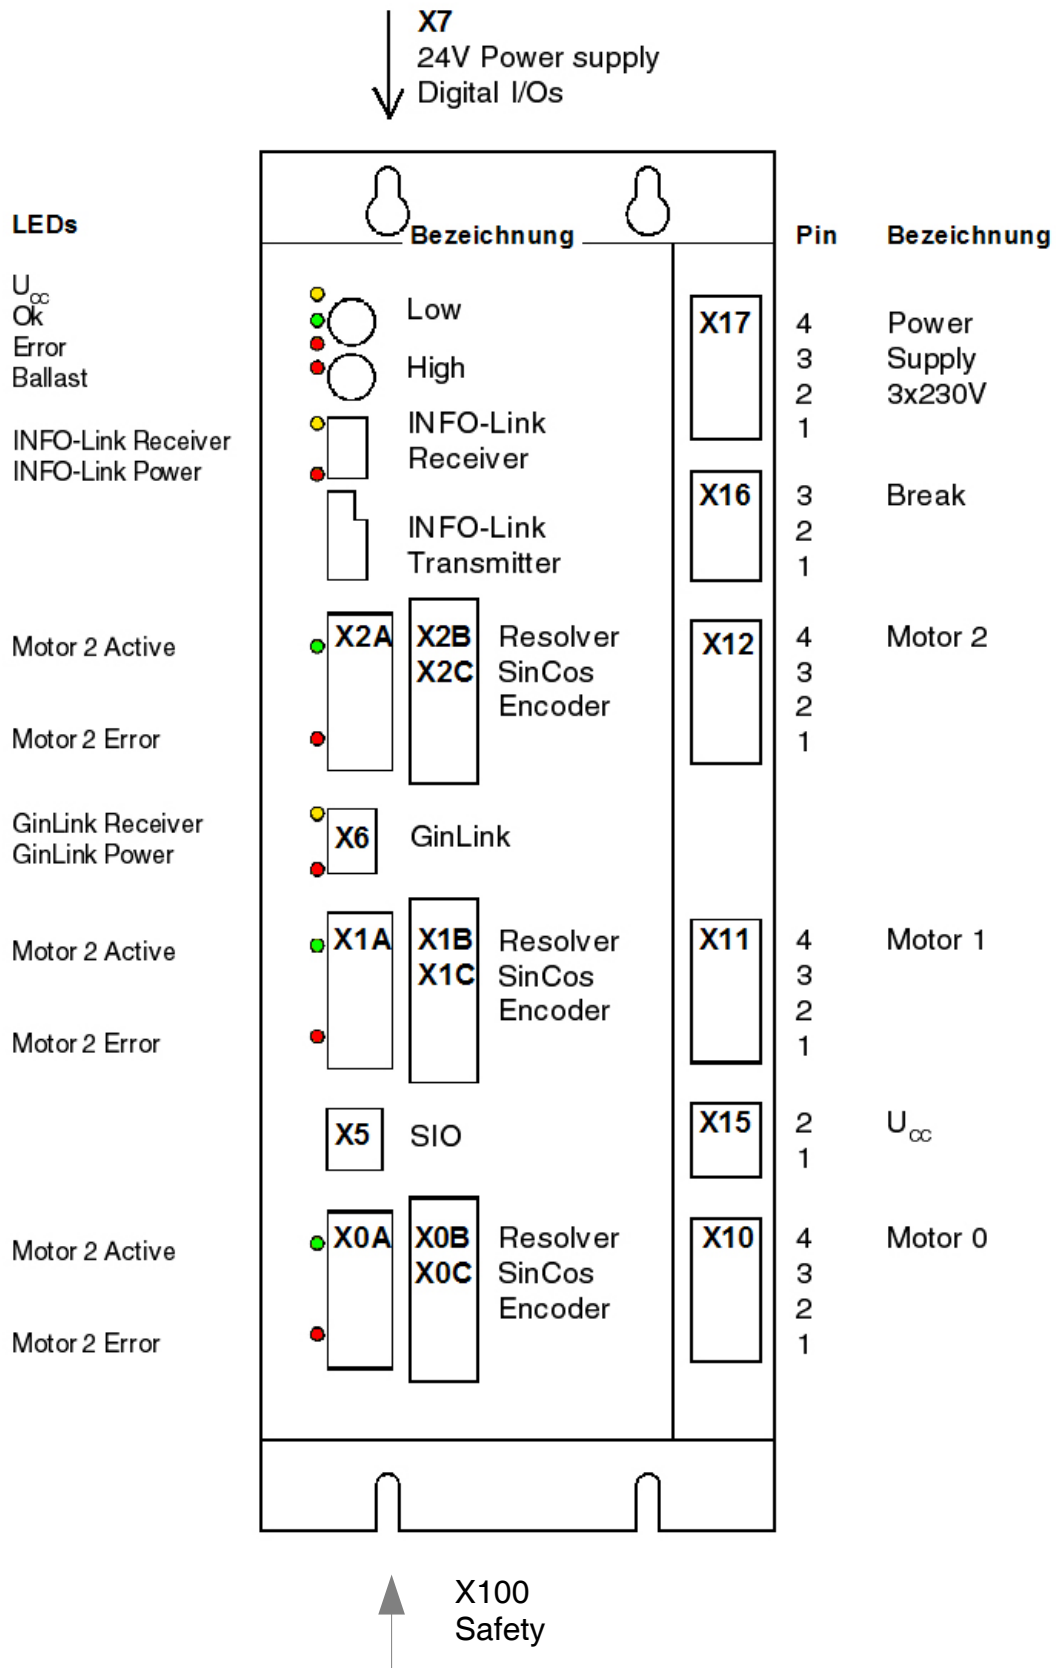 X7
24V Power supply
Digital I/Os
LEDs
Bezeichnung
Pin Bezeichnung
Ucc
Ok
Error
Ballast
Low
High
X17
4 Power
3 Supply
2 3x230V
1
INFO-Link Receiver
INFO-Link Power
INFO-Link
Receiver
INFO-Link
Transmitter
X16
3 Break
2
1
Motor 2 Active
Motor 2 Error
X2A
X2B
X2C
Resolver
SinCos
Encoder
X12
4 Motor 2
3
2
1
GinLink Receiver
GinLink Power
X6
GinLink
Motor 2 Active
Motor 2 Error
X1A
X1B
X1C
Resolver
SinCos
Encoder
X11
4 Motor 1
3
2
1
X5
SIO
X15
2 Ucc
1
Motor 2 Active
Motor 2 Error
X0A
X0B
X0C
Resolver
SinCos
Encoder
X10
4 Motor 0
3
2
1
X100
Safety